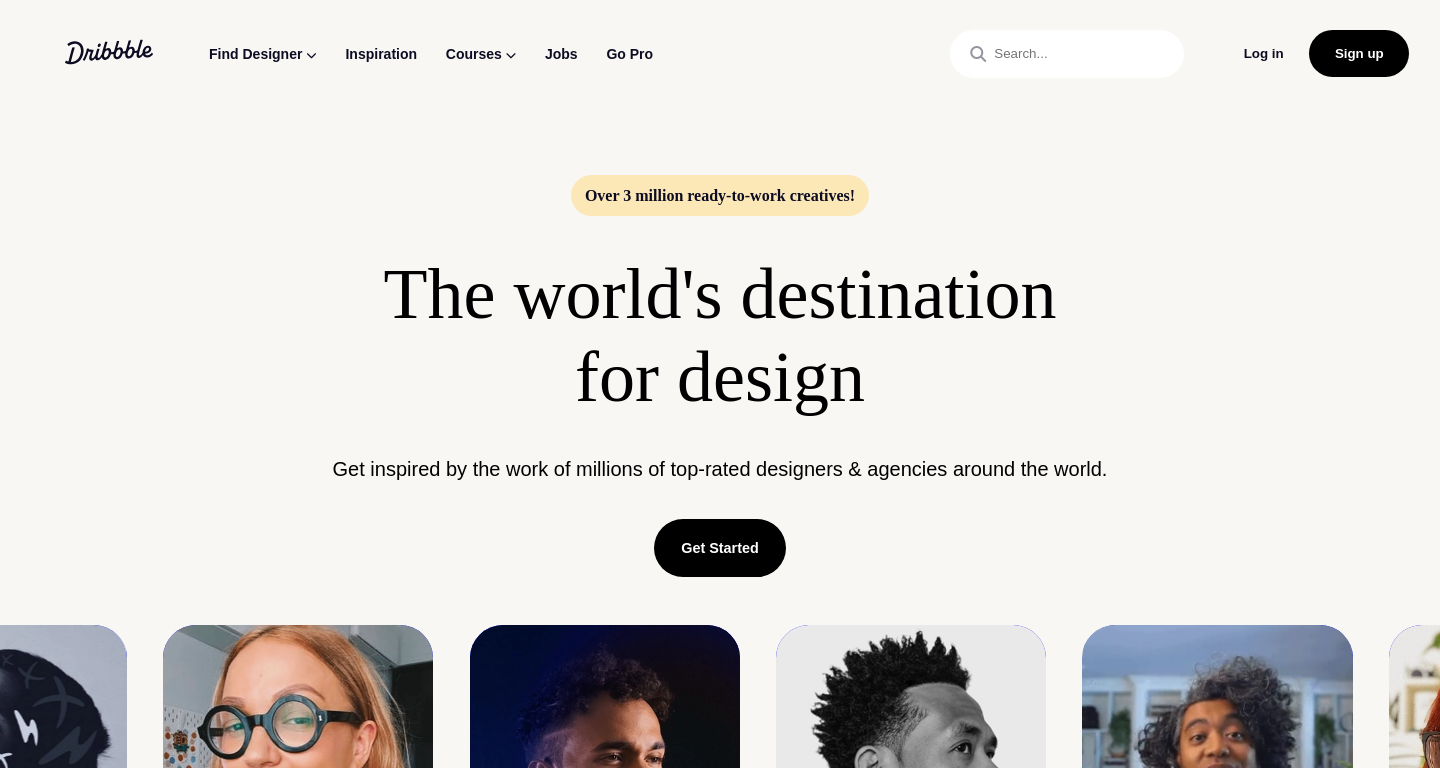 Dribbble
Find Designer
Inspiration
Courses
Jobs
Go Pro
Search...
Log in
Sign up
Over 3 million ready-to-work creatives!
The world's destination
for design
Get inspired by the work of millions of top-rated designers & agencies around the world.
Get Started